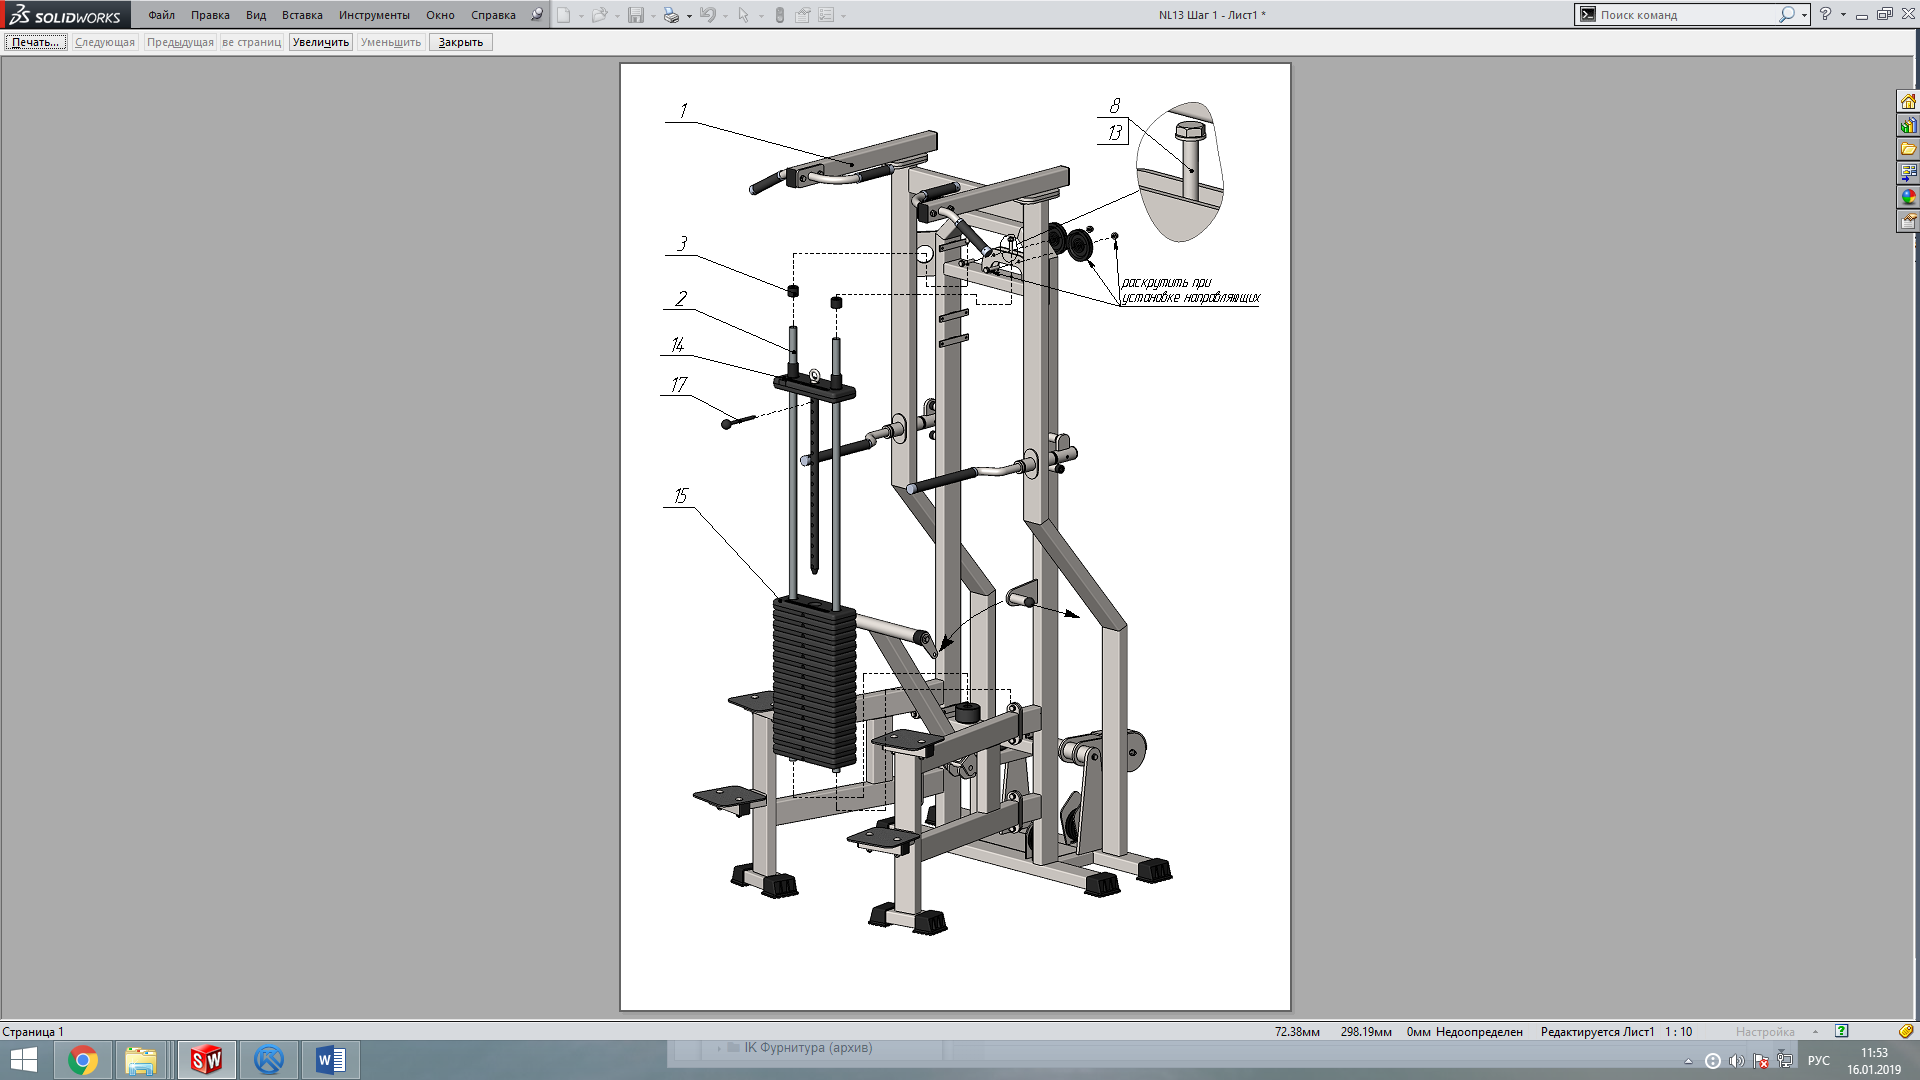 SOLIDWORKS
Файл Правка Вид Вставка Инструменты Окно Справка
NL13 Шаг 1 - Лист1 *
Поиск команд
Печать... Следующая Предыдущая ве страниц Увеличить Уменьшить Закрыть
1
8
13
3
2
14
17
15
раскрутить при
установке направляющих
Страница 1
72.38мм 298.19мм 0мм Недоопределен Редактируется Лист1 1 : 10 Настройка
IK Фурнитура (архив)
РУС
11:53
16.01.2019